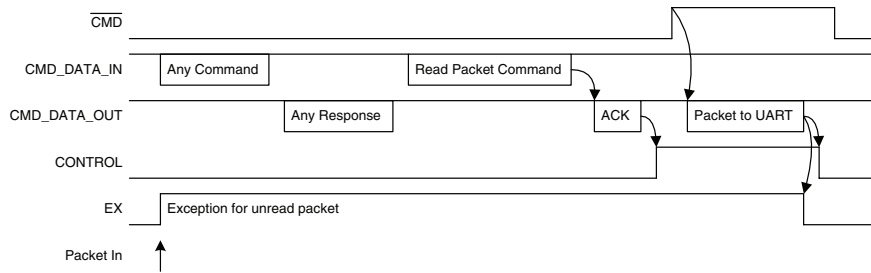 CMD
CMD_DATA_IN
Any Command
Read Packet Command
CMD_DATA_OUT
Any Response
ACK
Packet to UART
CONTROL
EX
Exception for unread packet
Packet In